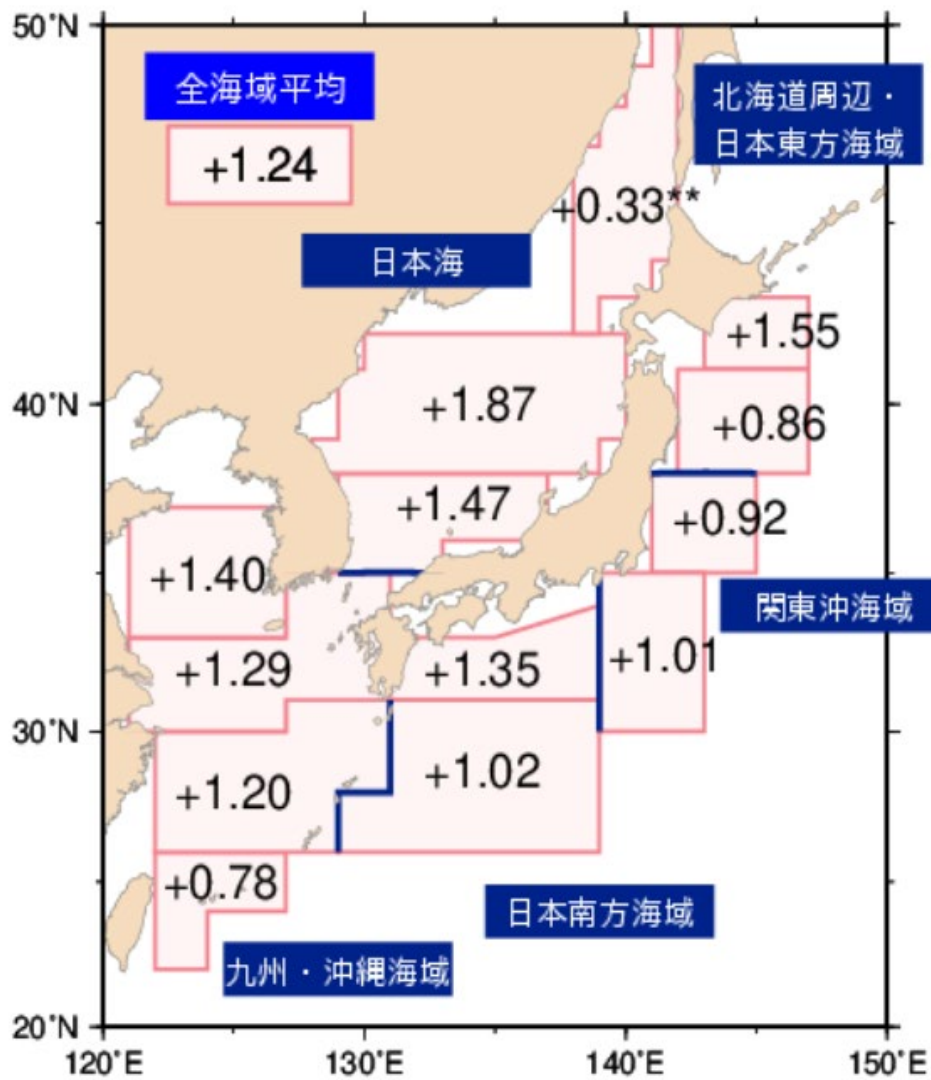 50˚N
全海域平均
+1.24
北海道周辺・
日本東方海域
+0.33**
日本海
+1.55
+1.87
40˚N
+0.86
+1.47
+0.92
+1.40
関東沖海域
+1.29
+1.35
+1.01
30˚N
+1.20
+1.02
+0.78
日本南方海域
九州・沖縄海域
20˚N
120˚E
130˚E
140˚E
150˚E